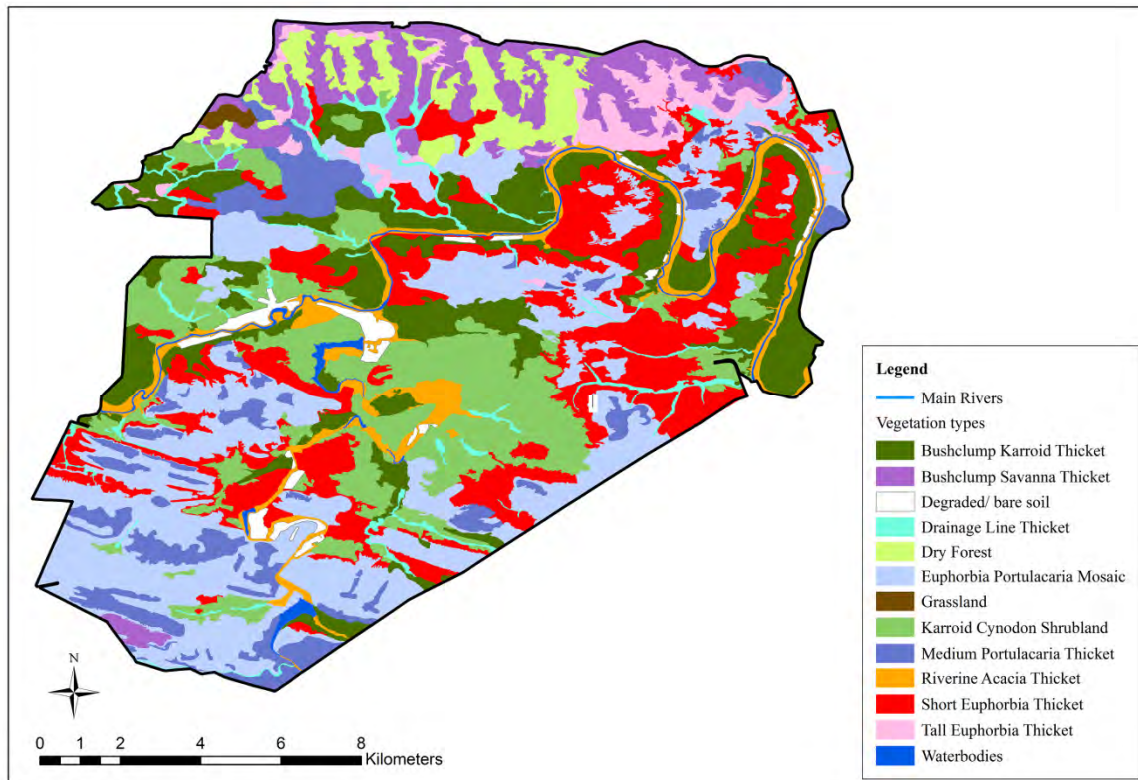 Legend
Main Rivers
Vegetation types
Bushclump Karroid Thicket
Bushclump Savanna Thicket
Degraded/ bare soil
Drainage Line Thicket
Dry Forest
Euphorbia Portulacaria Mosaic
Grassland
Karroid Cynodon Shrubland
Medium Portulacaria Thicket
Riverine Acacia Thicket
Short Euphorbia Thicket
Tall Euphorbia Thicket
Waterbodies
N
0 1 2 4 6 8
Kilometers